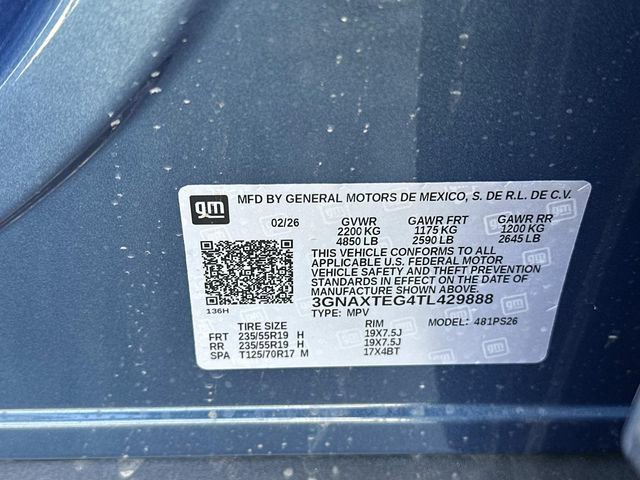 gm MFD BY GENERAL MOTORS DE MEXICO, S. DE R.L. DE C.V.
02/26 GVWR GAWR FRT GAWR RR
2200 KG 1175 KG 1200 KG
4850 LB 2590 LB 2645 LB
THIS VEHICLE CONFORMS TO ALL
APPLICABLE U.S. FEDERAL MOTOR
VEHICLE SAFETY AND THEFT PREVENTION
STANDARDS IN EFFECT ON THE DATE OF
MANUFACTURE SHOWN ABOVE.
3GNAXTEG4TL429888
136H TYPE: MPV MODEL: 481PS26
TIRE SIZE RIM
FRT 235/55R19 H 19X7.5J
RR 235/55R19 H 19X7.5J
SPA T125/70R17 M 17X4BT